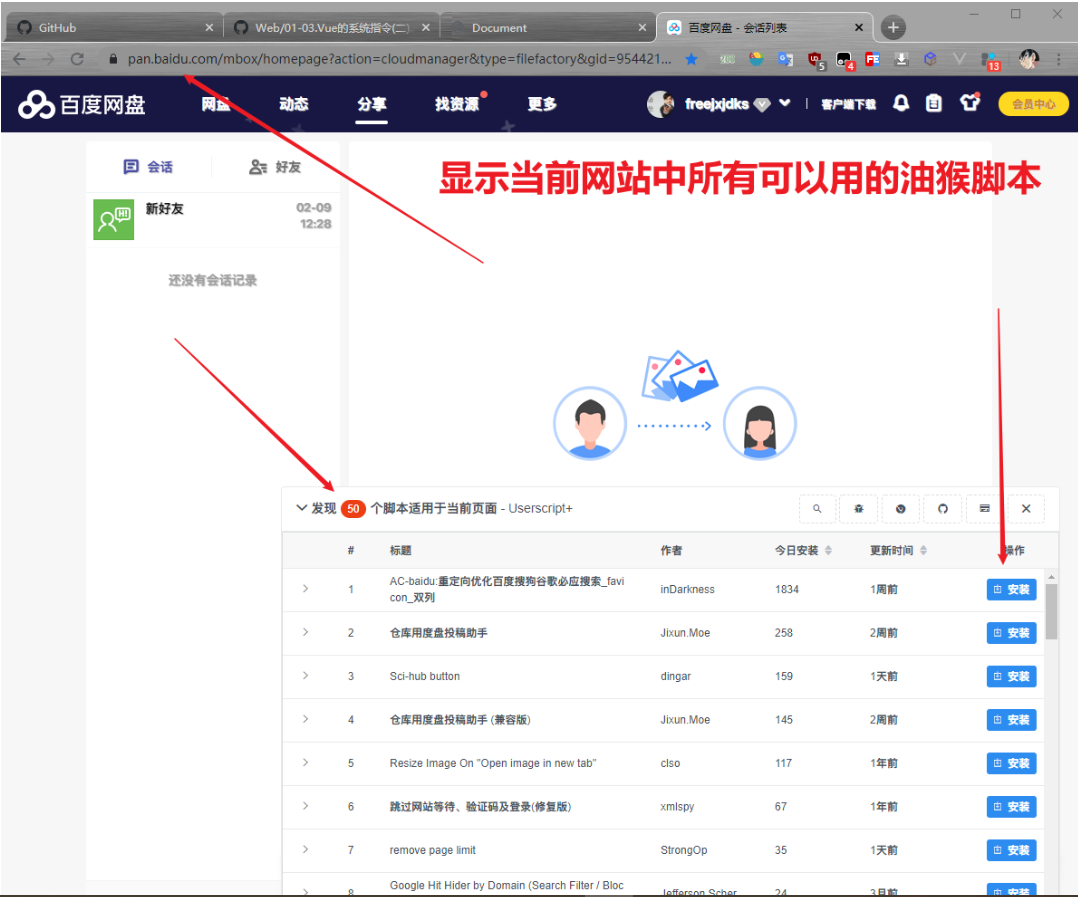 GitHub
Web/01-03.Vue的系统指令(二)
Document
百度网盘 - 会话列表
pan.baidu.com/mbox/homepage?action=cloudmanager&type=filefactory&gid=954421...
5
4
FE
13
百度网盘
网盘
动态
分享
找资源
更多
freejxjdks
客户端下载
会员中心
会话
好友
显示当前网站中所有可以用的油猴脚本
新好友
02-09
12:28
Hi!
还没有会话记录
发现 50 个脚本适用于当前页面 - Userscript+
# 标题 作者 今日安装 更新时间 操作
1 AC-baidu:重定向优化百度搜狗谷歌必应搜索_favi
con_双列 inDarkness 1834 1周前 安装
2 仓库用度盘投稿助手 Jixun.Moe 258 2周前 安装
3 Sci-hub button dingar 159 1天前 安装
4 仓库用度盘投稿助手 (兼容版) Jixun.Moe 145 2周前 安装
5 Resize Image On "Open image in new tab" clso 117 1年前 安装
6 跳过网站等待、验证码及登录(修复版) xmlspy 67 1年前 安装
7 remove page limit StrongOp 35 1天前 安装
8 Google Hit Hider by Domain (Search Filter / Bloc Jefferson Scher 24 3月前 安装